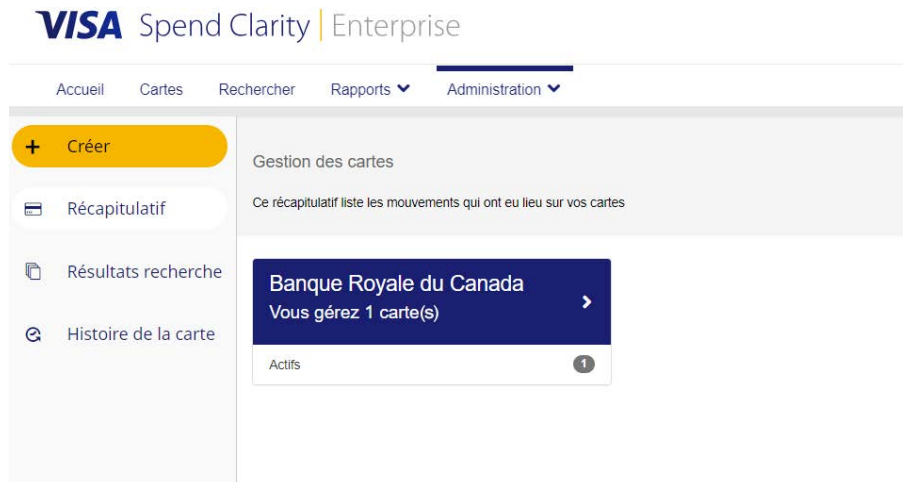 VISA Spend Clarity Enterprise
Accueil Cartes Rechercher Rapports Administration
Créer
Récapitulatif
Résultats recherche
Histoire de la carte
Gestion des cartes
Ce récapitulatif liste les mouvements qui ont eu lieu sur vos cartes
Banque Royale du Canada
Vous gérez 1 carte(s)
Actifs 1